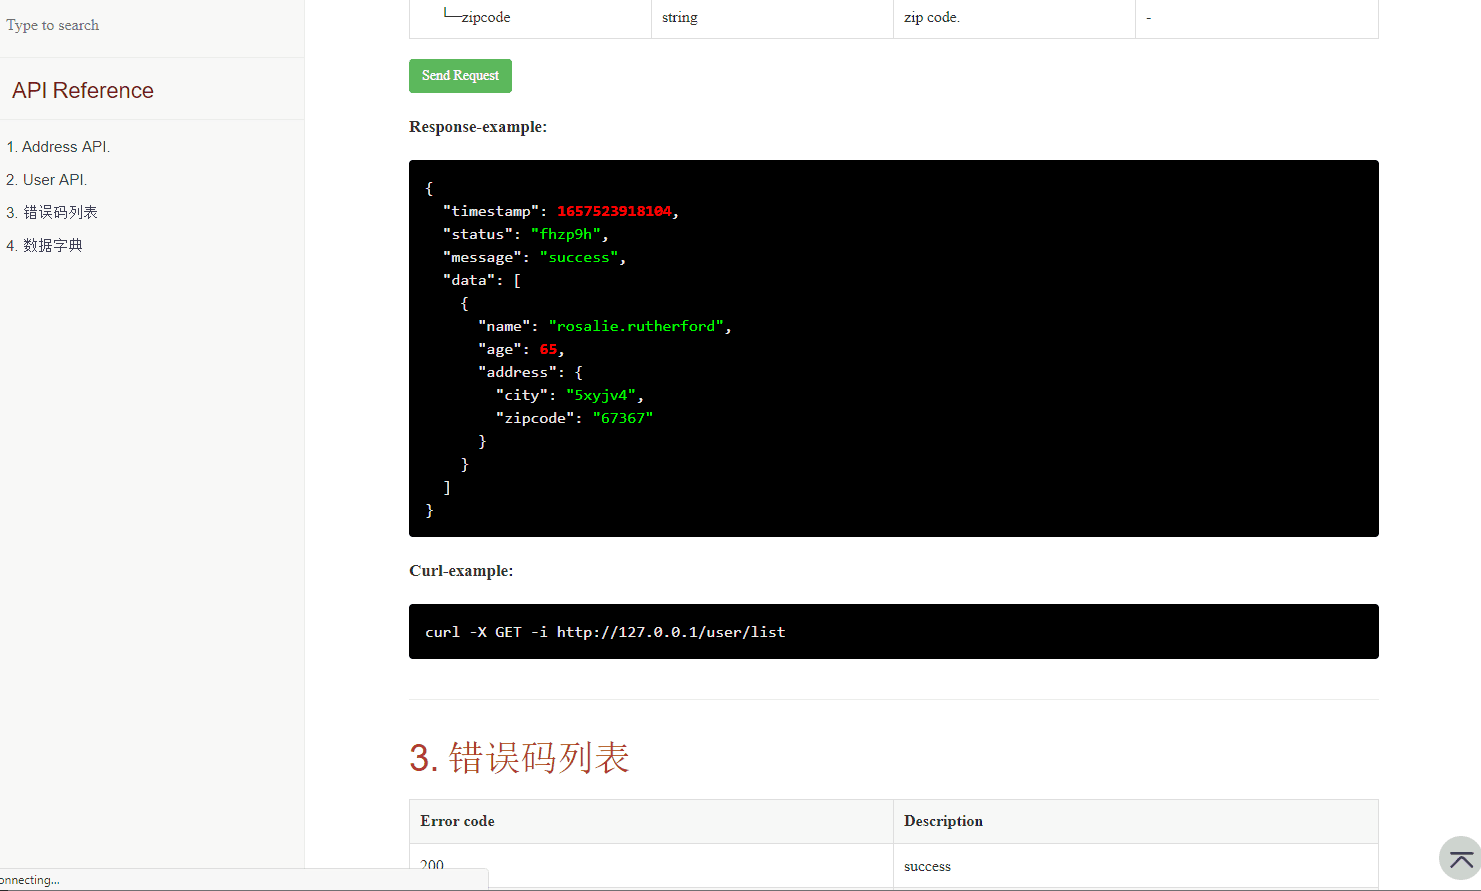 Type to search
API Reference
1. Address API.
2. User API.
3. 错误码列表
4. 数据字典
└─zipcode string zip code. -
Send Request
Response-example:
{
"timestamp": 1657523918104,
"status": "fhzp9h",
"message": "success",
"data": [
{
"name": "rosalie.rutherford",
"age": 65,
"address": {
"city": "5xyjv4",
"zipcode": "67367"
}
}
]
}
Curl-example:
curl -X GET -i http://127.0.0.1/user/list
3. 错误码列表
Error code Description
200 success
onnecting...